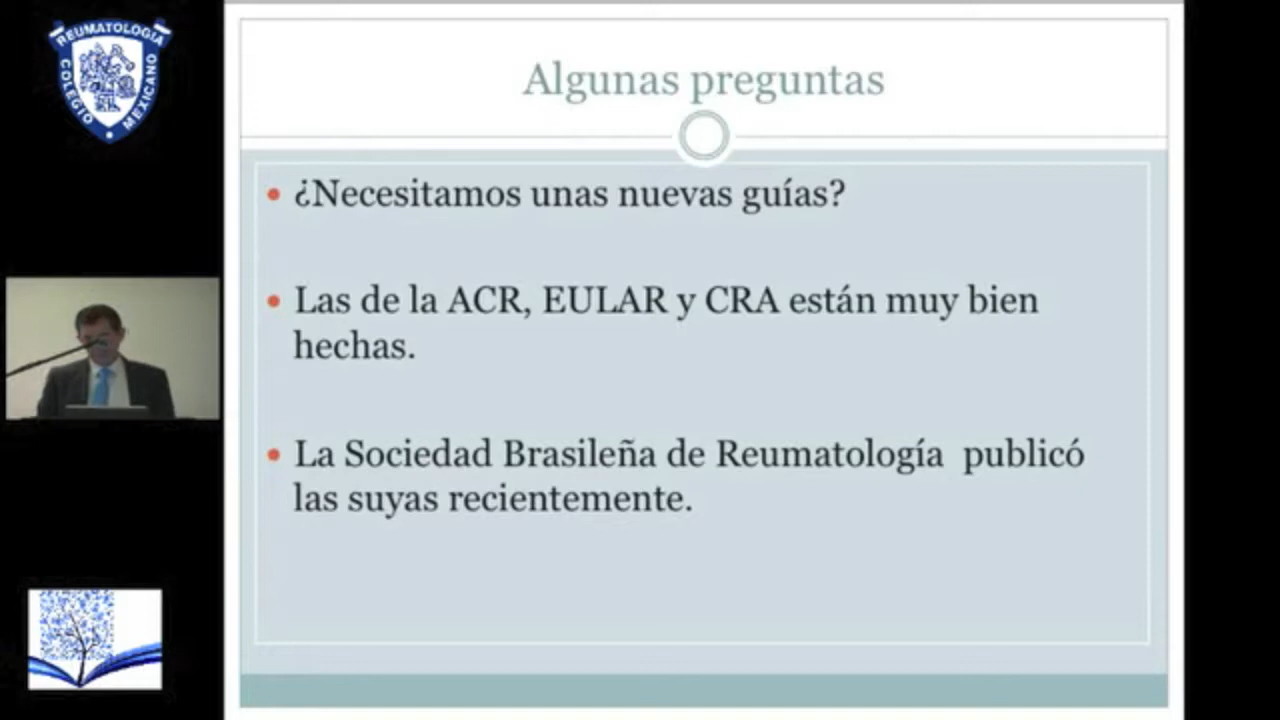 REUMATOLOGIA
COLEGIO
MEXICANO
Algunas preguntas
• ¿Necesitamos unas nuevas guías?
• Las de la ACR, EULAR y CRA están muy bien
hechas.
• La Sociedad Brasileña de Reumatología publicó
las suyas recientemente.